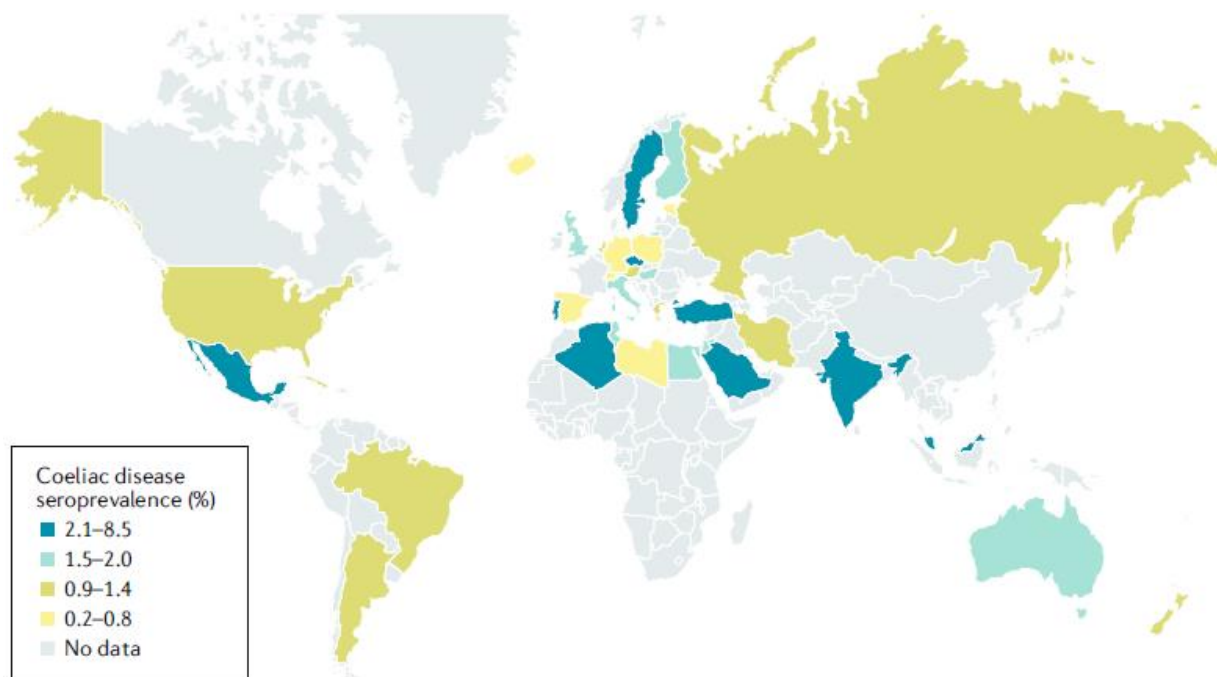 Coeliac disease
seroprevalence (%)
2.1–8.5
1.5–2.0
0.9–1.4
0.2–0.8
No data